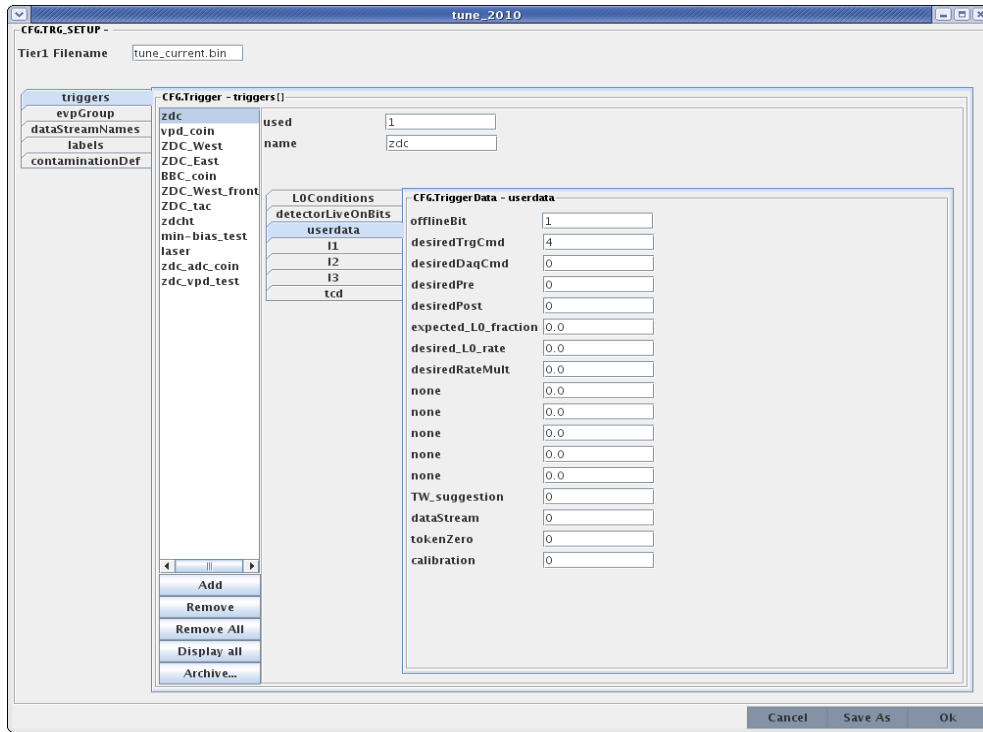 tune_2010
CFG.TRG_SETUP -
Tier1 Filename tune_current.bin
triggers
evpGroup
dataStreamNames
labels
contaminationDef
CFG.Trigger - triggers[]
zdc
vpd_coin
ZDC_West
ZDC_East
BBC_coin
ZDC_West_front
ZDC_tac
zdcht
min-bias_test
laser
zdc_adc_coin
zdc_vpd_test
Add
Remove
Remove All
Display all
Archive...
used 1
name zdc
L0Conditions
detectorLiveOnBits
userdata
l1
l2
l3
tcd
CFG.TriggerData - userdata
offlineBit 1
desiredTrgCmd 4
desiredDaqCmd 0
desiredPre 0
desiredPost 0
expected_L0_fraction 0.0
desired_L0_rate 0.0
desiredRateMult 0.0
none 0.0
none 0.0
none 0.0
none 0.0
none 0.0
TW_suggestion 0
dataStream 0
tokenZero 0
calibration 0
Cancel Save As Ok